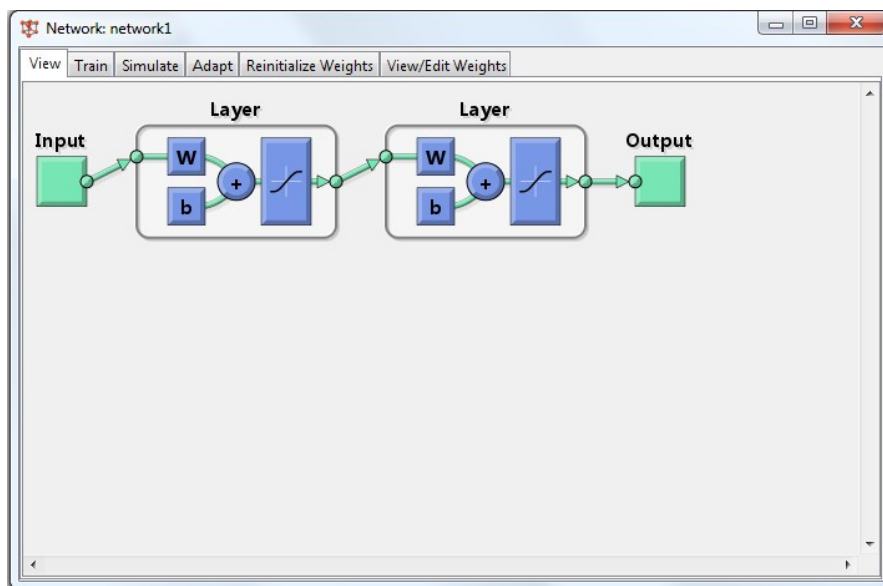 Network: network1
View Train Simulate Adapt Reinitialize Weights View/Edit Weights
Layer Layer
Input Output
W W
+ +
b b